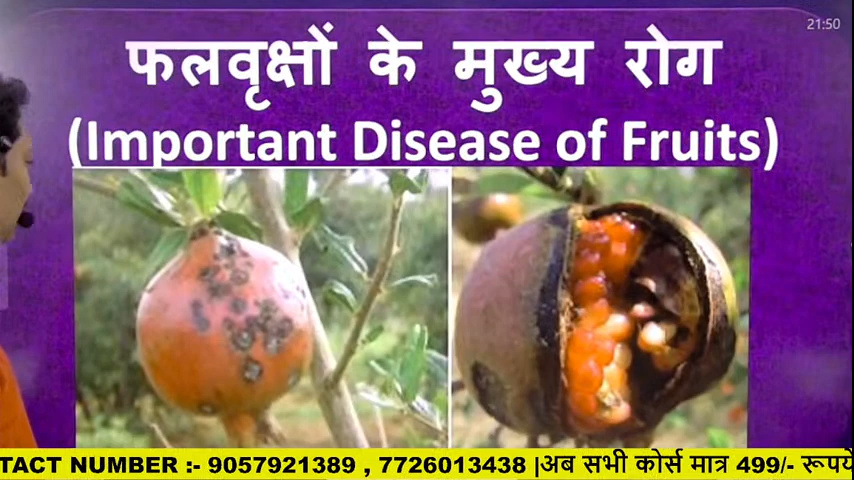 21:50
फलवृक्षों के मुख्य रोग
(Important Disease of Fruits)
TACT NUMBER :- 9057921389 , 7726013438 |अब सभी कोर्स मात्र 499/- रूपये